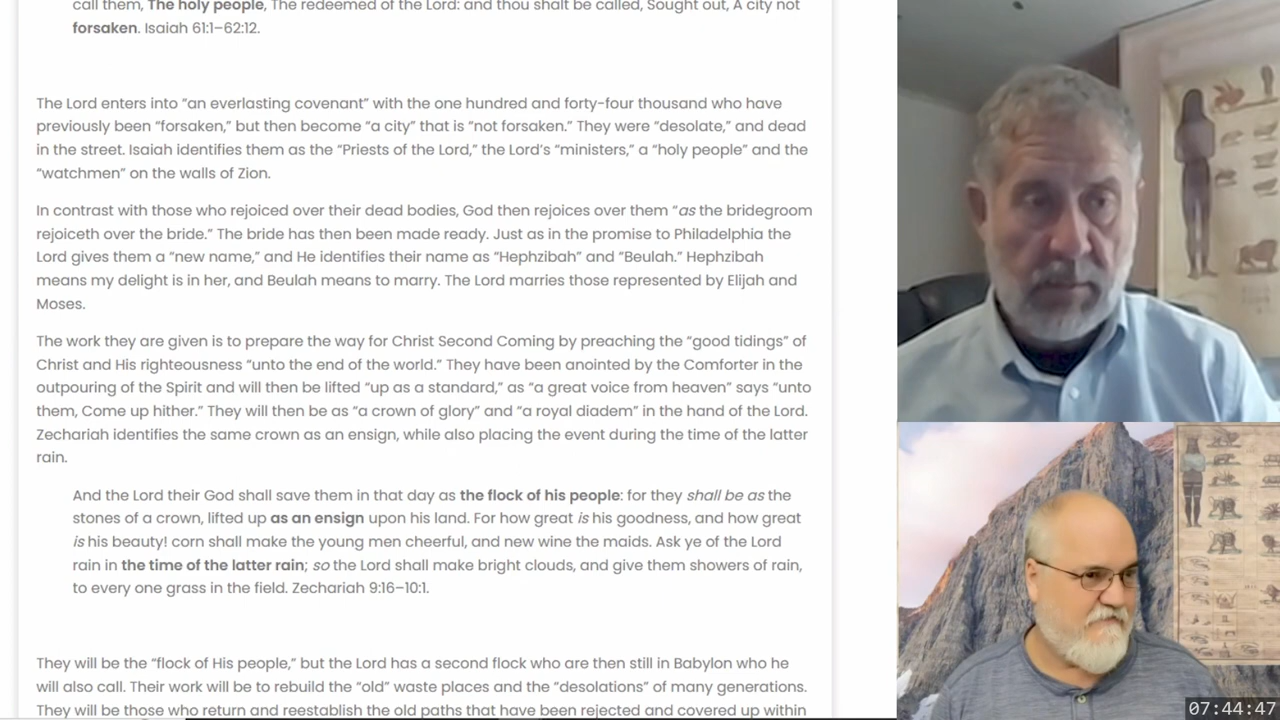 call them, The holy people, The redeemed of the Lord: and thou shalt be called, Sought out, A city not
forsaken. Isaiah 61:1–62:12.
The Lord enters into “an everlasting covenant” with the one hundred and forty-four thousand who have
previously been “forsaken,” but then become “a city” that is “not forsaken.” They were “desolate,” and dead
in the street. Isaiah identifies them as the “Priests of the Lord,” the Lord’s “ministers,” a “holy people” and the
“watchmen” on the walls of Zion.
In contrast with those who rejoiced over their dead bodies, God then rejoices over them “as the bridegroom
rejoiceth over the bride.” The bride has then been made ready. Just as in the promise to Philadelphia the
Lord gives them a “new name,” and He identifies their name as “Hephzibah” and “Beulah.” Hephzibah
means my delight is in her, and Beulah means to marry. The Lord marries those represented by Elijah and
Moses.
The work they are given is to prepare the way for Christ Second Coming by preaching the “good tidings” of
Christ and His righteousness “unto the end of the world.” They have been anointed by the Comforter in the
outpouring of the Spirit and will then be lifted “up as a standard,” as “a great voice from heaven” says “unto
them, Come up hither.” They will then be as “a crown of glory” and “a royal diadem” in the hand of the Lord.
Zechariah identifies the same crown as an ensign, while also placing the event during the time of the latter
rain.
And the Lord their God shall save them in that day as the flock of his people: for they shall be as the
stones of a crown, lifted up as an ensign upon his land. For how great is his goodness, and how great
is his beauty! corn shall make the young men cheerful, and new wine the maids. Ask ye of the Lord
rain in the time of the latter rain; so the Lord shall make bright clouds, and give them showers of rain,
to every one grass in the field. Zechariah 9:16–10:1.
They will be the “flock of His people,” but the Lord has a second flock who are then still in Babylon who he
will also call. Their work will be to rebuild the “old” waste places and the “desolations” of many generations.
They will be those who return and reestablish the old paths that have been rejected and covered up within
07:44:47